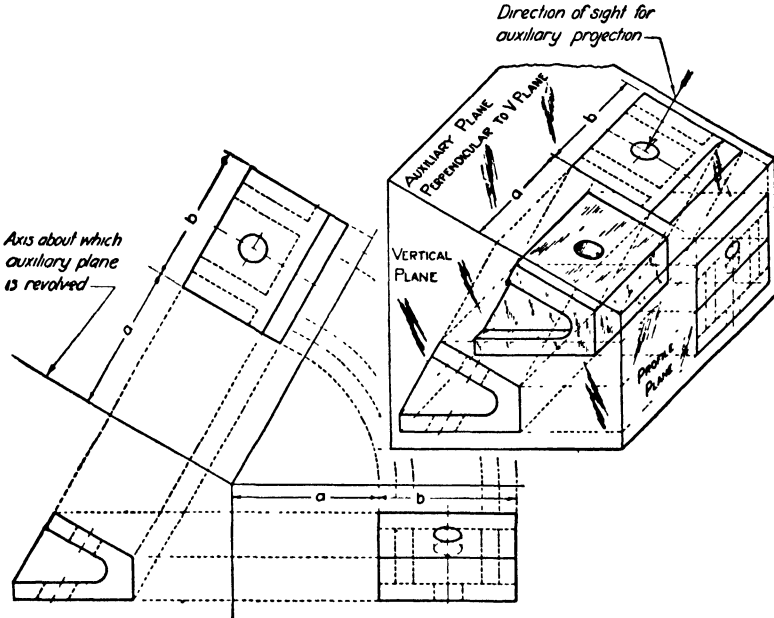 Direction of sight for
auxiliary projection
AUXILIARY PLANE
PERPENDICULAR TO V PLANE
b
a
b
Axis about which
auxiliary plane
is revolved
VERTICAL
PLANE
a
PROFILE
PLANE
a
b